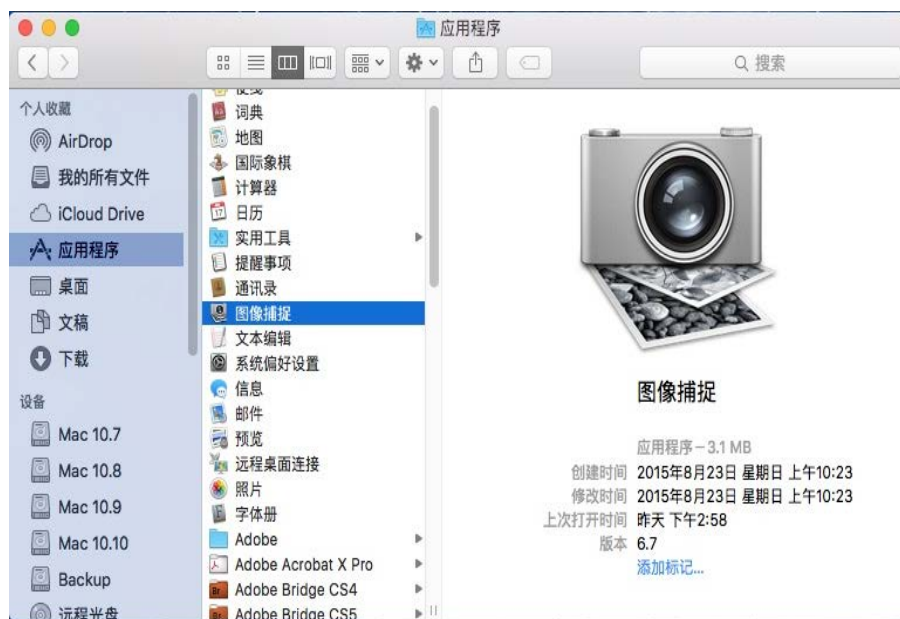 应用程序
搜索
个人收藏
AirDrop
我的所有文件
iCloud Drive
应用程序
桌面
文稿
下载
设备
Mac 10.7
Mac 10.8
Mac 10.9
Mac 10.10
Backup
远程光盘
便笺
词典
地图
国际象棋
计算器
日历
实用工具
提醒事项
通讯录
图像捕捉
文本编辑
系统偏好设置
信息
邮件
预览
远程桌面连接
照片
字体册
Adobe
Adobe Acrobat X Pro
Adobe Bridge CS4
Adobe Bridge CS5
图像捕捉
应用程序 – 3.1 MB
创建时间 2015年8月23日 星期日 上午10:23
修改时间 2015年8月23日 星期日 上午10:23
上次打开时间 昨天 下午2:58
版本 6.7
添加标记...